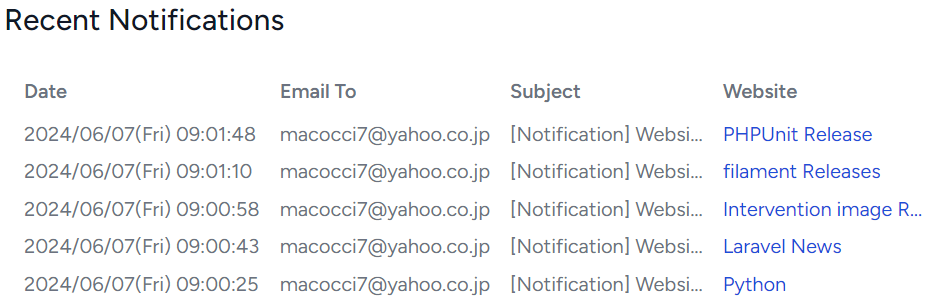 Recent Notifications
Date Email To Subject Website
2024/06/07(Fri) 09:01:48 macocci7@yahoo.co.jp [Notification] Websi... PHPUnit Release
2024/06/07(Fri) 09:01:10 macocci7@yahoo.co.jp [Notification] Websi... filament Releases
2024/06/07(Fri) 09:00:58 macocci7@yahoo.co.jp [Notification] Websi... Intervention image R...
2024/06/07(Fri) 09:00:43 macocci7@yahoo.co.jp [Notification] Websi... Laravel News
2024/06/07(Fri) 09:00:25 macocci7@yahoo.co.jp [Notification] Websi... Python